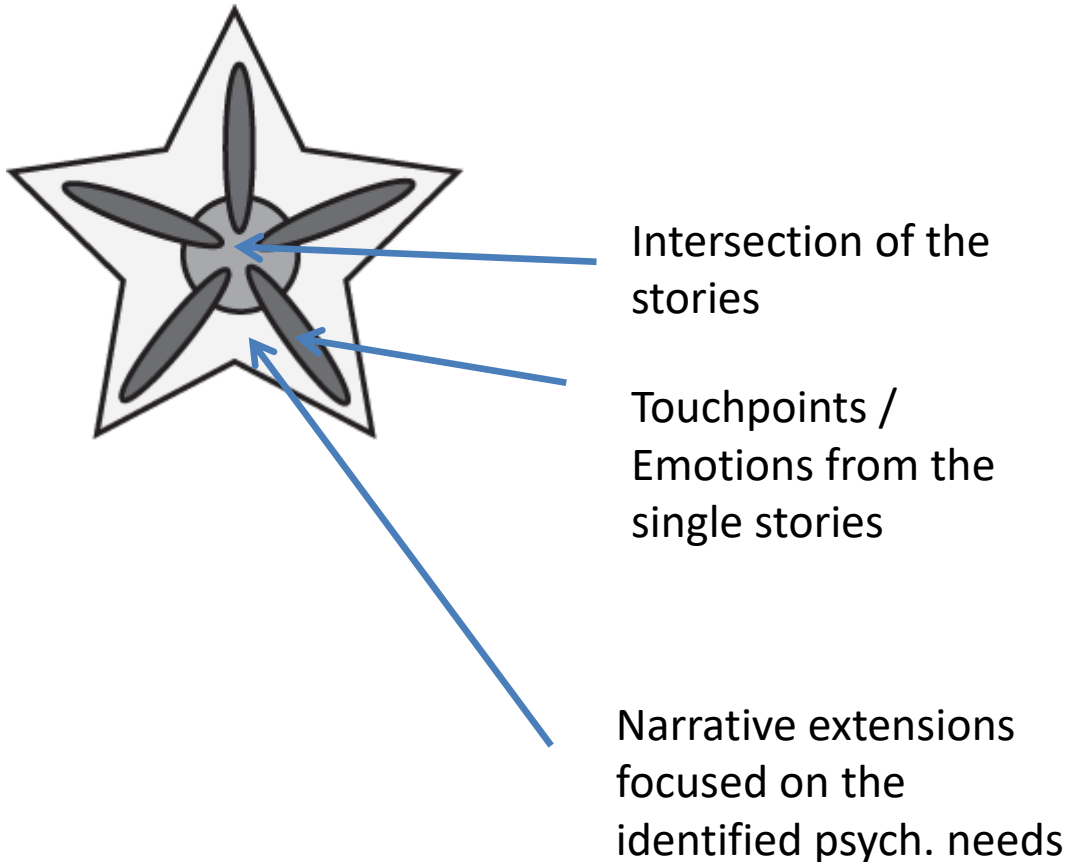 Intersection of the
stories
Touchpoints /
Emotions from the
single stories
Narrative extensions
focused on the
identified psych. needs